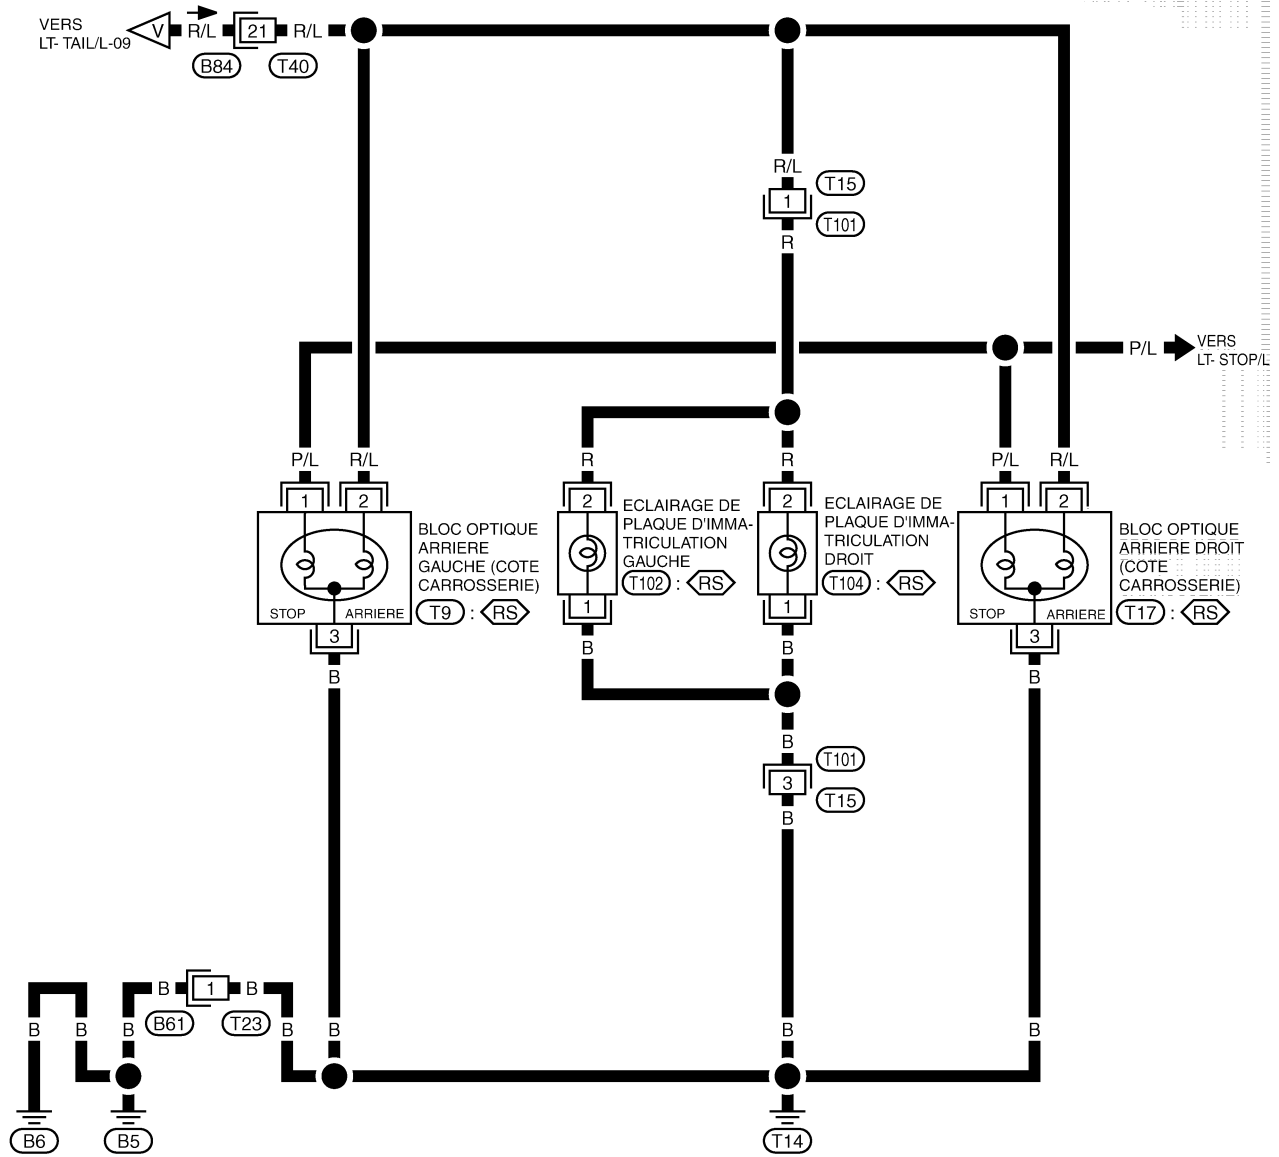 VERS
LT- TAIL/L-09
V
R/L
21
R/L
B84
T40
R/L
1
T15
T101
R
P/L
VERS
LT- STOP/L
P/L
R/L
R
R
P/L
R/L
1
2
2
2
1
2
BLOC OPTIQUE
ARRIERE
GAUCHE (COTE
CARROSSERIE)
T9 : RS
ECLAIRAGE DE
PLAQUE D'IMMA-
TRICULATION
GAUCHE
T102 : RS
ECLAIRAGE DE
PLAQUE D'IMMA-
TRICULATION
DROIT
T104 : RS
BLOC OPTIQUE
ARRIERE DROIT
(COTE
CARROSSERIE)
T17 : RS
STOP
ARRIERE
STOP
ARRIERE
3
1
1
3
B
B
B
B
B
T101
3
T15
B
B
1
B
B61
T23
B
B
B
B
B
B
B
B6
B5
T14